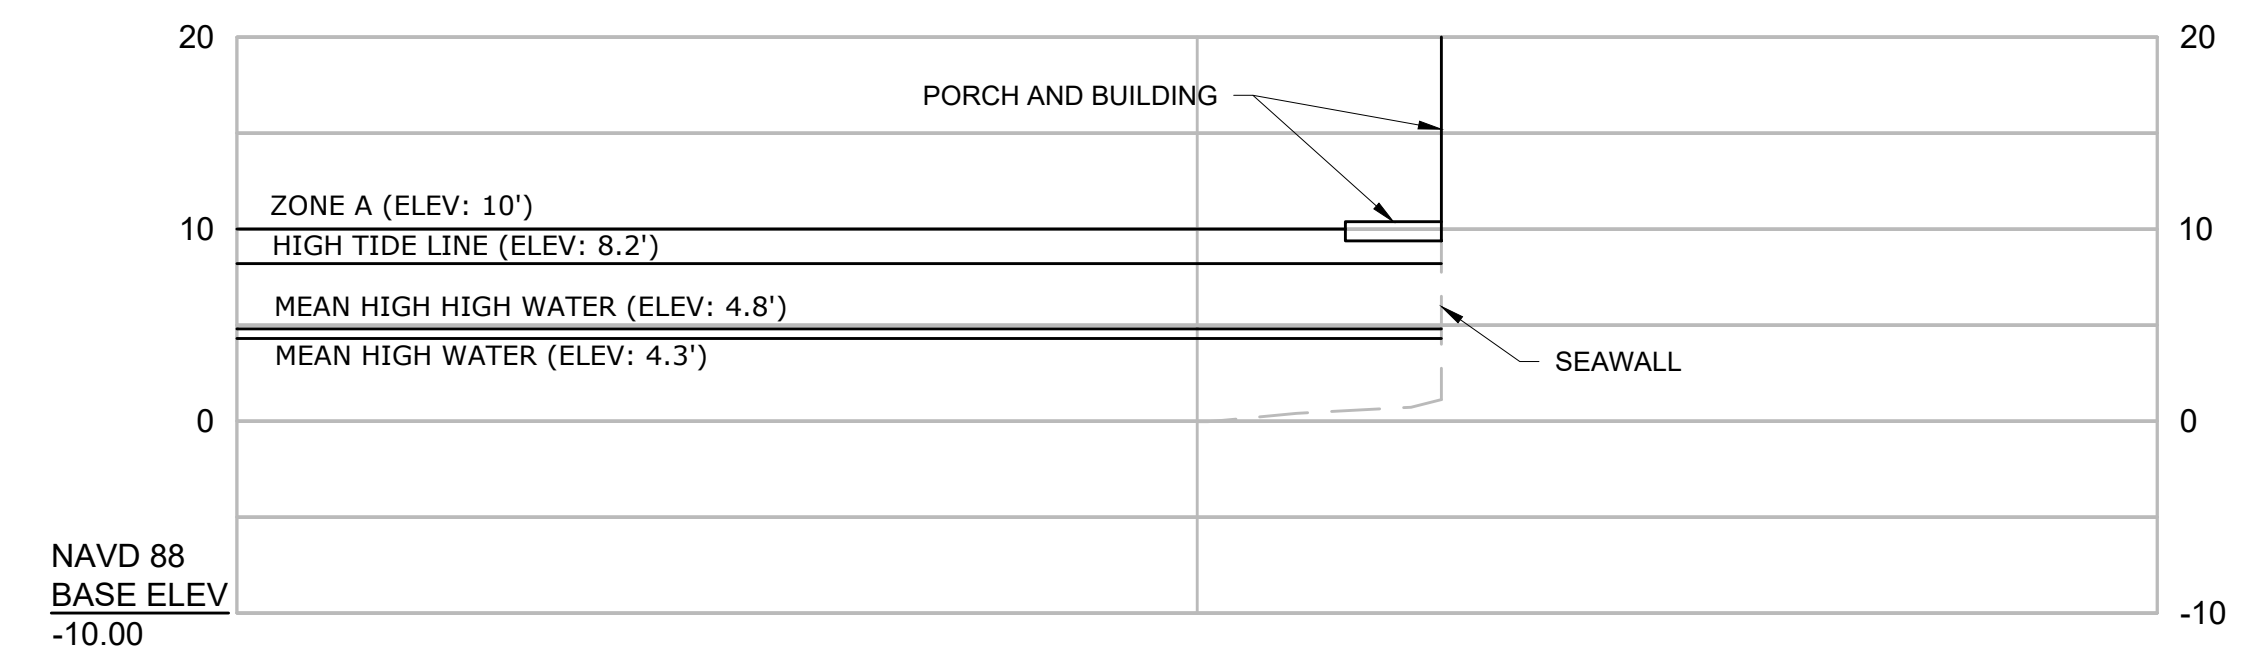 20
20
PORCH AND BUILDING
ZONE A (ELEV: 10')
10
10
HIGH TIDE LINE (ELEV: 8.2')
MEAN HIGH HIGH WATER (ELEV: 4.8')
MEAN HIGH WATER (ELEV: 4.3')
SEAWALL
0
0
NAVD 88
BASE ELEV
-10.00
-10